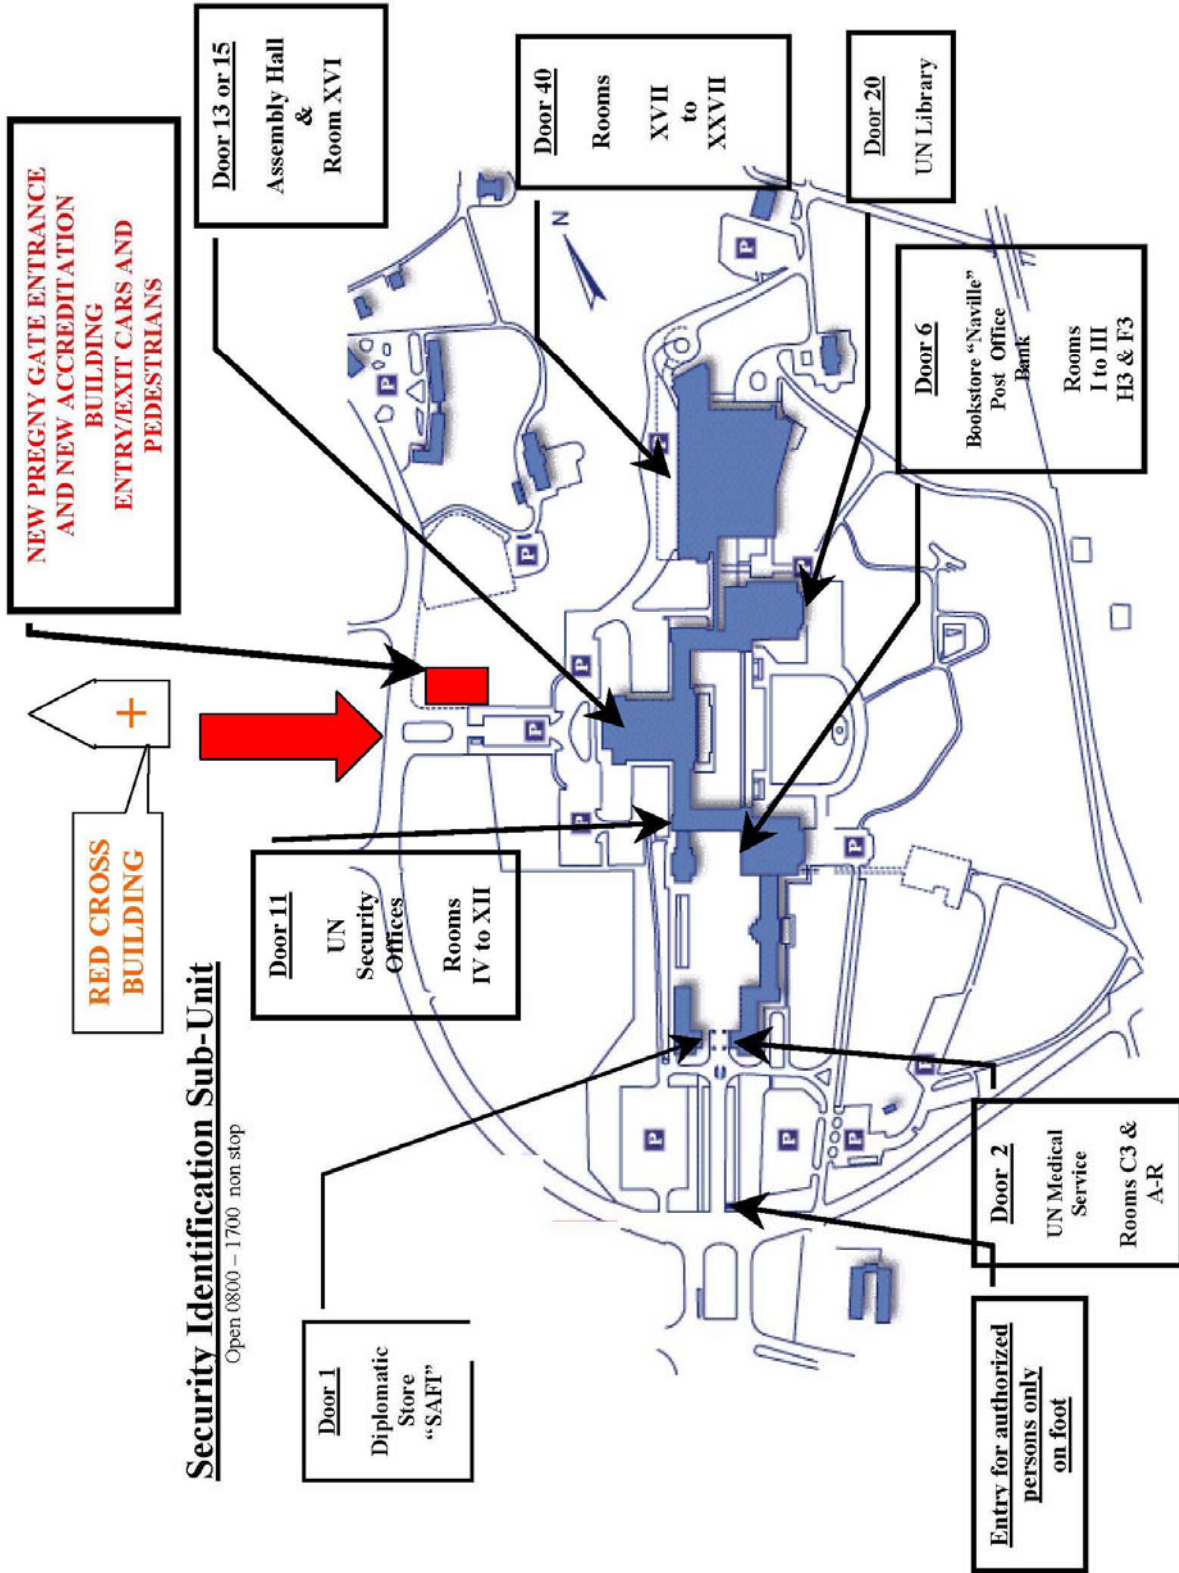 Security Identification Sub-Unit
Open 0800 – 1700 non stop
RED CROSS
BUILDING
NEW PREGNY GATE ENTRANCE
AND NEW ACCREDITATION
BUILDING
ENTRY/EXIT CARS AND
PEDESTRIANS
Door 1
Diplomatic
Store
“SAFI”
Door 11
UN
Security
Offices
Rooms
IV to XII
Door 13 or 15
Assembly Hall
&
Room XVI
Door 40
Rooms
XVII
to
XXVII
Door 20
UN Library
Door 6
Bookstore “Naville”
Post Office
Bank
Rooms
I to III
H3 & F3
Door 2
UN Medical
Service
Rooms C3 &
A-R
Entry for authorized
persons only
on foot
N
P
P
P
P
P
P
P
P
P
P
P
P
P
P